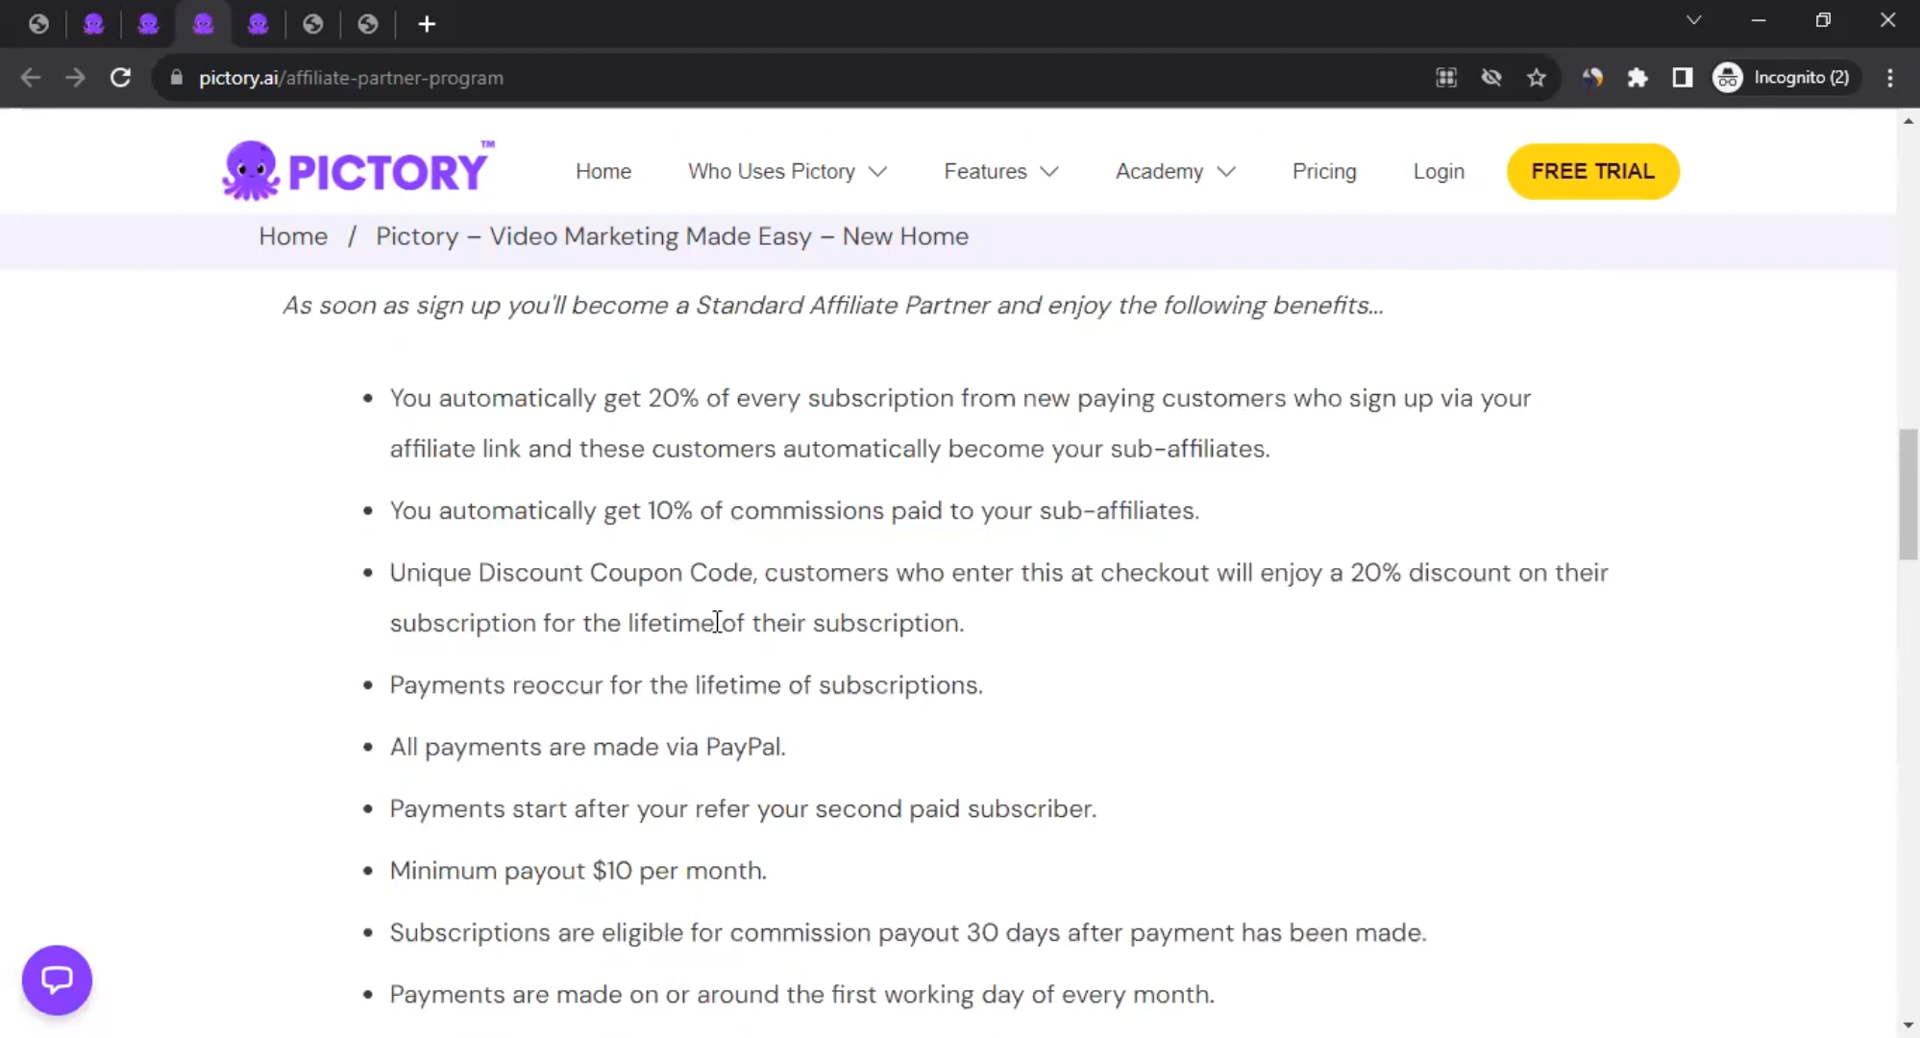 pictory.ai/affiliate-partner-program
Incognito (2)
PICTORY™
Home
Who Uses Pictory
Features
Academy
Pricing
Login
FREE TRIAL
Home / Pictory – Video Marketing Made Easy – New Home
As soon as sign up you'll become a Standard Affiliate Partner and enjoy the following benefits...
• You automatically get 20% of every subscription from new paying customers who sign up via your
affiliate link and these customers automatically become your sub-affiliates.
• You automatically get 10% of commissions paid to your sub-affiliates.
• Unique Discount Coupon Code, customers who enter this at checkout will enjoy a 20% discount on their
subscription for the lifetime of their subscription.
• Payments reoccur for the lifetime of subscriptions.
• All payments are made via PayPal.
• Payments start after your refer your second paid subscriber.
• Minimum payout $10 per month.
• Subscriptions are eligible for commission payout 30 days after payment has been made.
• Payments are made on or around the first working day of every month.